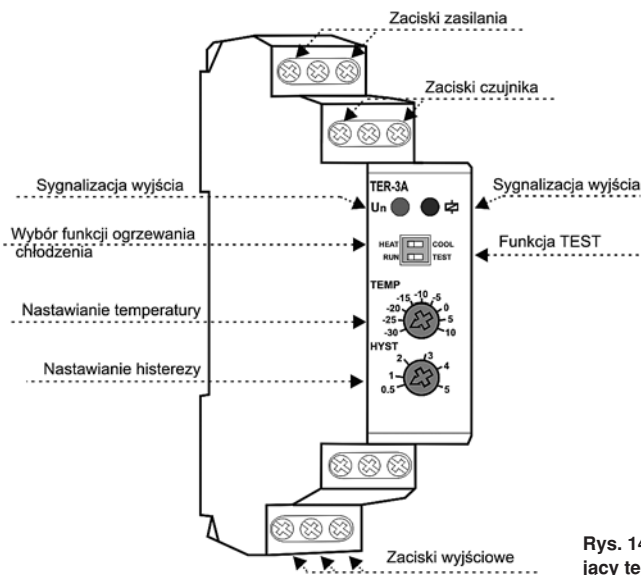 Zaciski zasilania
Zaciski czujnika
Sygnalizacja wyjścia
TER-3A
Un
Sygnalizacja wyjścia
Wybór funkcji ogrzewania
chłodzenia
HEAT COOL
RUN TEST
Funkcja TEST
TEMP
-30 -25 -20 -15 -10 -5 0 5 10
Nastawianie temperatury
HYST
0.5 1 2 3 4 5
Nastawianie histerezy
Zaciski wyjściowe
Rys. 14
jący te